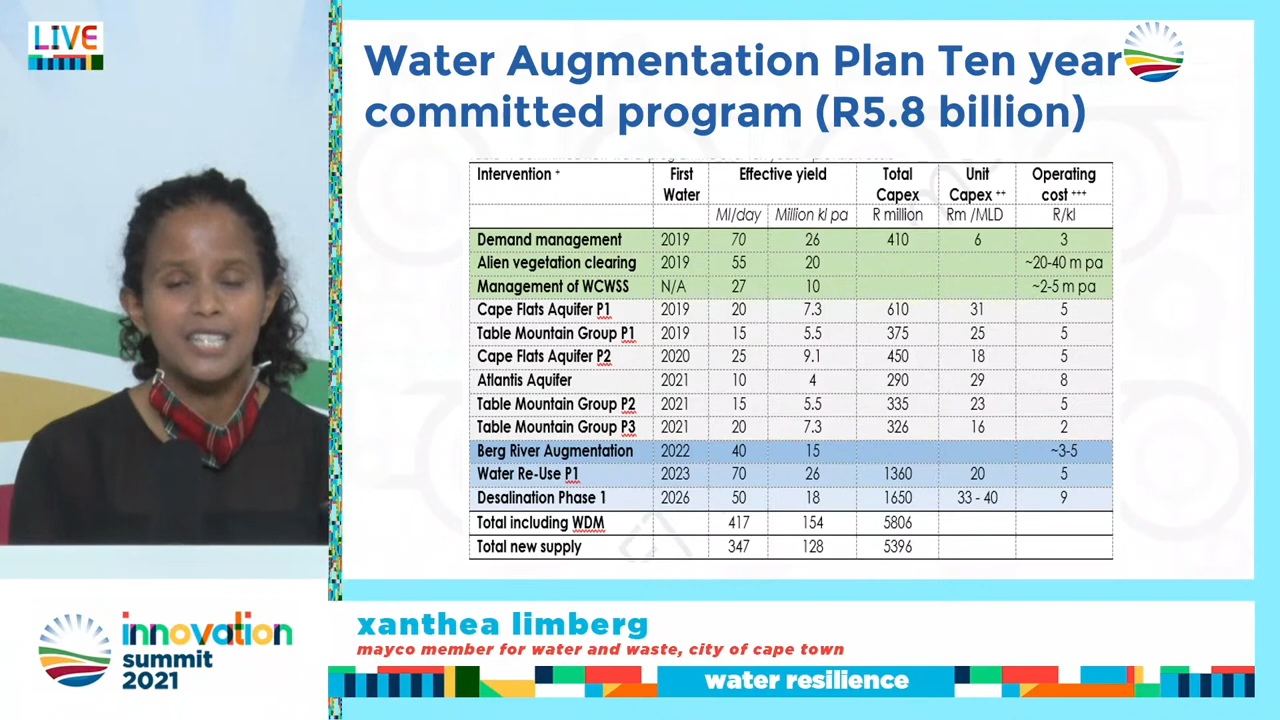 LIVE
Water Augmentation Plan Ten year
committed program (R5.8 billion)
Intervention + First Water Effective yield Total Capex Unit Capex ++ Operating cost +++
Ml/day Million kl pa R million Rm /MLD R/kl
Demand management 2019 70 26 410 6 3
Alien vegetation clearing 2019 55 20 ~20-40 m pa
Management of WCWSS N/A 27 10 ~2-5 m pa
Cape Flats Aquifer P1 2019 20 7.3 610 31 5
Table Mountain Group P1 2019 15 5.5 375 25 5
Cape Flats Aquifer P2 2020 25 9.1 450 18 5
Atlantis Aquifer 2021 10 4 290 29 8
Table Mountain Group P2 2021 15 5.5 335 23 5
Table Mountain Group P3 2021 20 7.3 326 16 2
Berg River Augmentation 2022 40 15 ~3-5
Water Re-Use P1 2023 70 26 1360 20 5
Desalination Phase 1 2026 50 18 1650 33 - 40 9
Total including WDM 417 154 5806
Total new supply 347 128 5396
innovation
summit
2021
xanthea limberg
mayco member for water and waste, city of cape town
water resilience